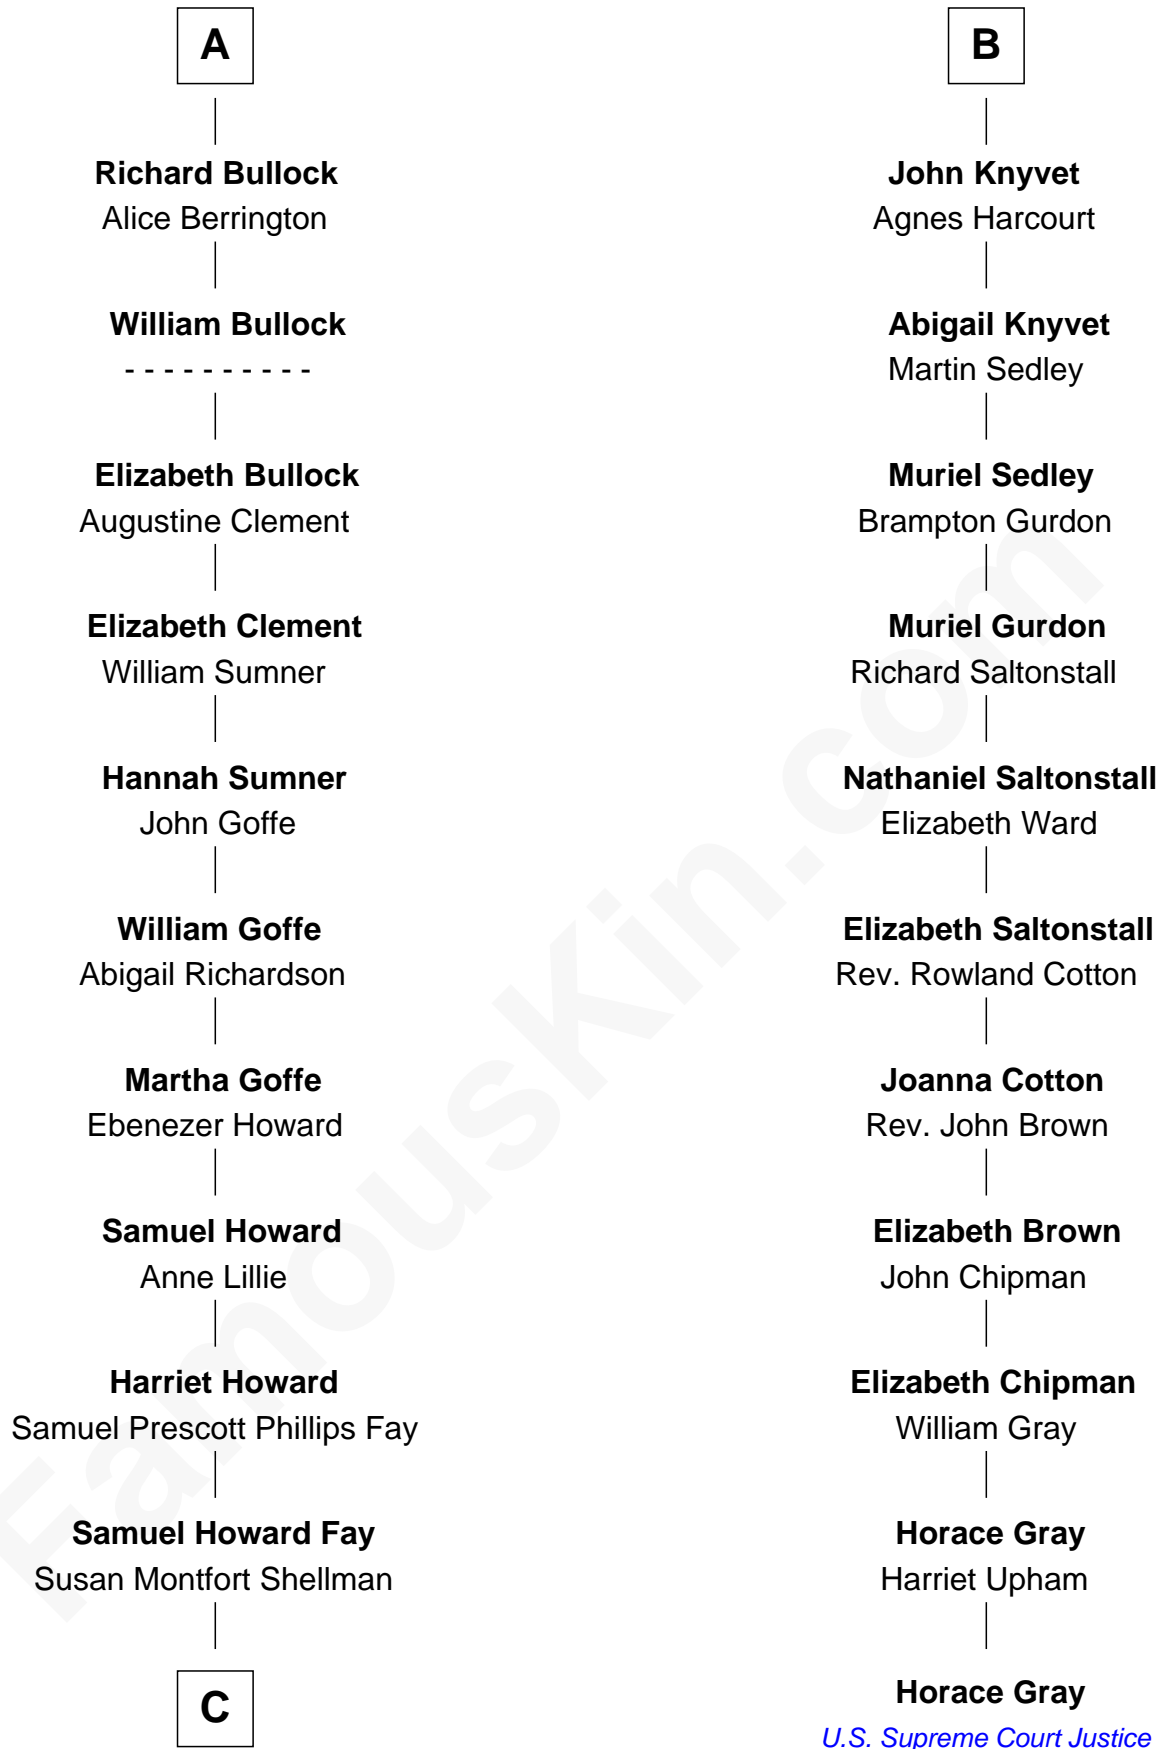 A
Richard Bullock
Alice Berrington
William Bullock
- - - - - - - - - -
Elizabeth Bullock
Augustine Clement
Elizabeth Clement
William Sumner
Hannah Sumner
John Goffe
William Goffe
Abigail Richardson
Martha Goffe
Ebenezer Howard
Samuel Howard
Anne Lillie
Harriet Howard
Samuel Prescott Phillips Fay
Samuel Howard Fay
Susan Montfort Shellman
C
B
John Knyvet
Agnes Harcourt
Abigail Knyvet
Martin Sedley
Muriel Sedley
Brampton Gurdon
Muriel Gurdon
Richard Saltonstall
Nathaniel Saltonstall
Elizabeth Ward
Elizabeth Saltonstall
Rev. Rowland Cotton
Joanna Cotton
Rev. John Brown
Elizabeth Brown
John Chipman
Elizabeth Chipman
William Gray
Horace Gray
Harriet Upham
Horace Gray
U.S. Supreme Court Justice
FamousKin.com